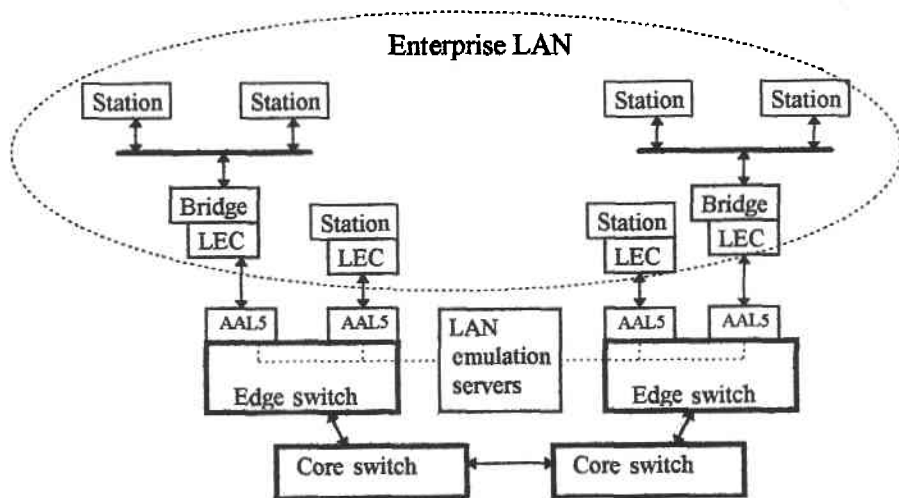 Enterprise LAN
Station
Station
Station
Station
Bridge
LEC
Station
LEC
Station
LEC
Bridge
LEC
AAL5
AAL5
LAN
emulation
servers
AAL5
AAL5
Edge switch
Edge switch
Core switch
Core switch